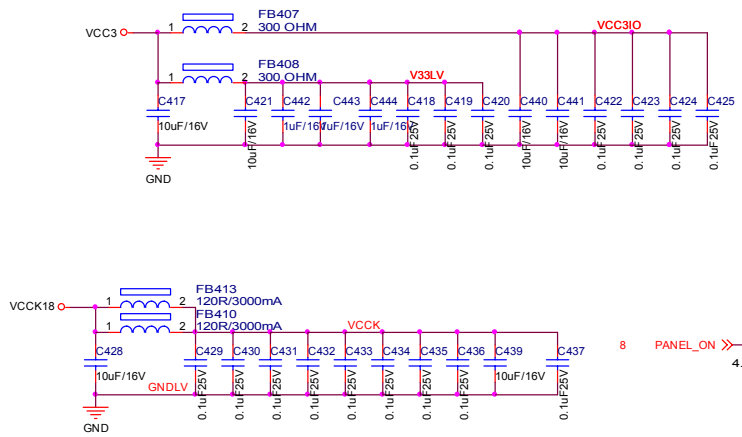 FB407
VCC3 1 2 300 OHM VCC3IO
FB408
1 2 300 OHM V33LV
C417 C421 C442 C443 C444 C418 C419 C420 C440 C441 C422 C423 C424 C425
10uF/16V 10uF/16V 1uF/16V 1uF/16V 1uF/16V 0.1uF25V 0.1uF25V 0.1uF25V 10uF/16V 10uF/16V 0.1uF25V 0.1uF25V 0.1uF25V 0.1uF25V
GND
FB413
VCCK18 1 2 120R/3000mA
FB410
1 2 120R/3000mA VCCK
8 PANEL_ON
4.
C428 C429 C430 C431 C432 C433 C434 C435 C436 C439 C437
10uF/16V 0.1uF25V 0.1uF25V 0.1uF25V 0.1uF25V 0.1uF25V 0.1uF25V 0.1uF25V 0.1uF25V 10uF/16V 0.1uF25V
GNDLV
GND